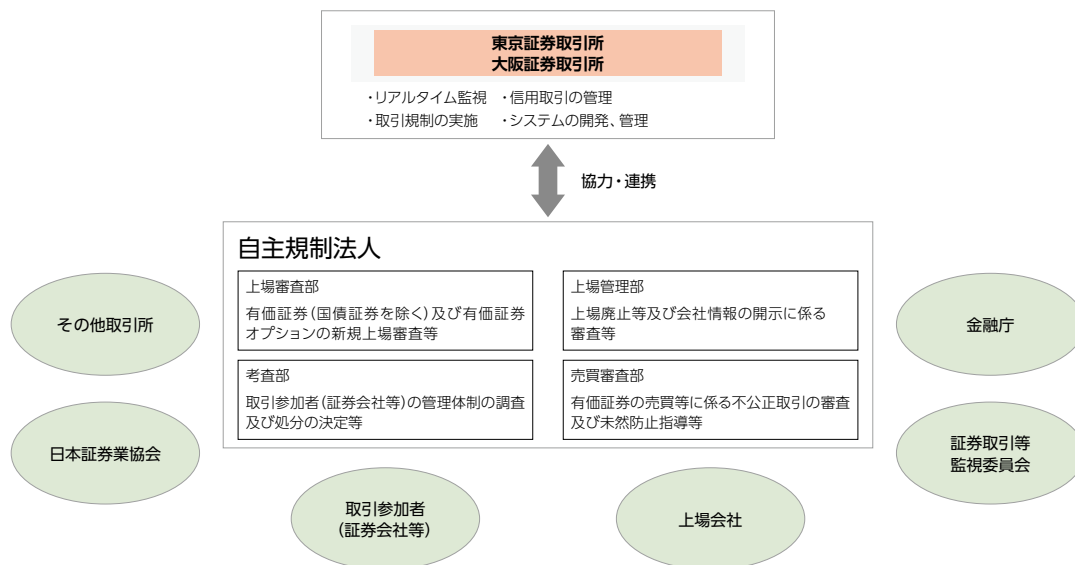 東京証券取引所
大阪証券取引所
・リアルタイム監視 ・信用取引の管理
・取引規制の実施 ・システムの開発、管理
協力・連携
自主規制法人
上場審査部
有価証券(国債証券を除く)及び有価証券
オプションの新規上場審査等
上場管理部
上場廃止等及び会社情報の開示に係る
審査等
考査部
取引参加者(証券会社等)の管理体制の調査
及び処分の決定等
売買審査部
有価証券の売買等に係る不公正取引の審査
及び未然防止指導等
その他取引所
日本証券業協会
取引参加者
(証券会社等)
上場会社
金融庁
証券取引等
監視委員会